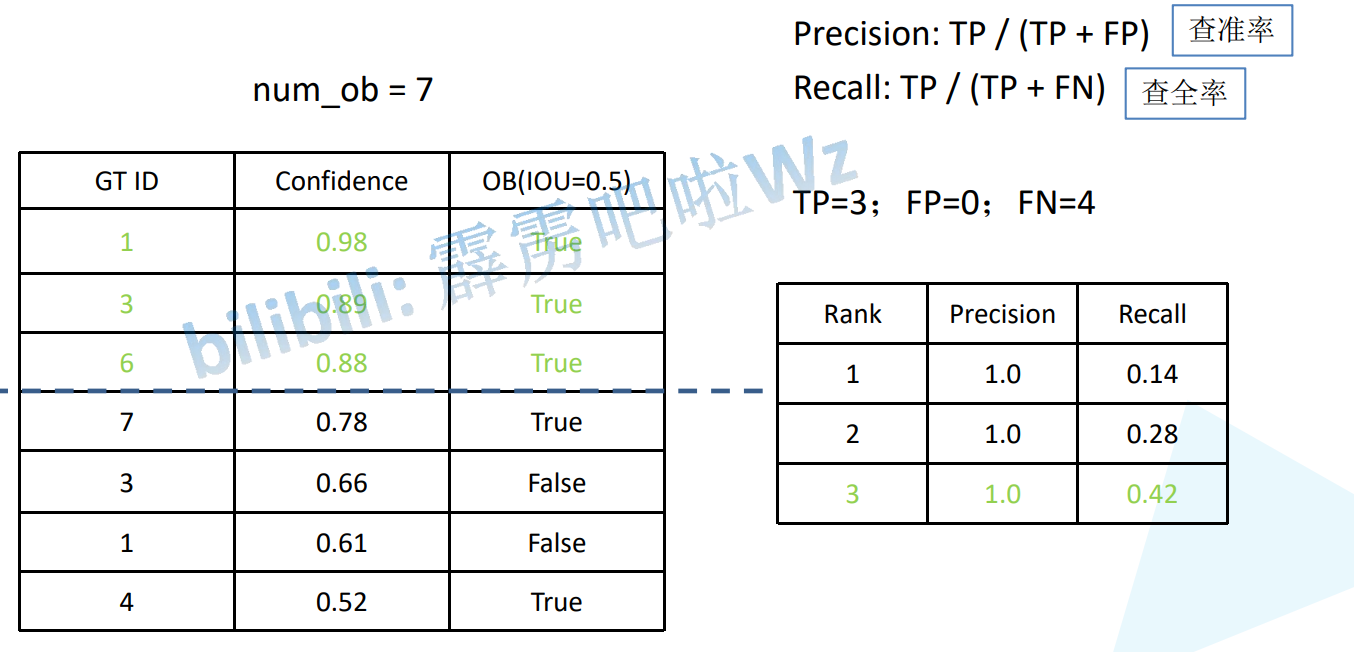 Precision: TP / (TP + FP) 查准率
num_ob = 7
Recall: TP / (TP + FN) 查全率
TP=3；FP=0；FN=4
GT ID Confidence OB(IOU=0.5)
1 0.98 True
3 0.89 True
6 0.88 True
7 0.78 True
3 0.66 False
1 0.61 False
4 0.52 True
Rank Precision Recall
1 1.0 0.14
2 1.0 0.28
3 1.0 0.42
bilibili: 霹雳吧啦Wz